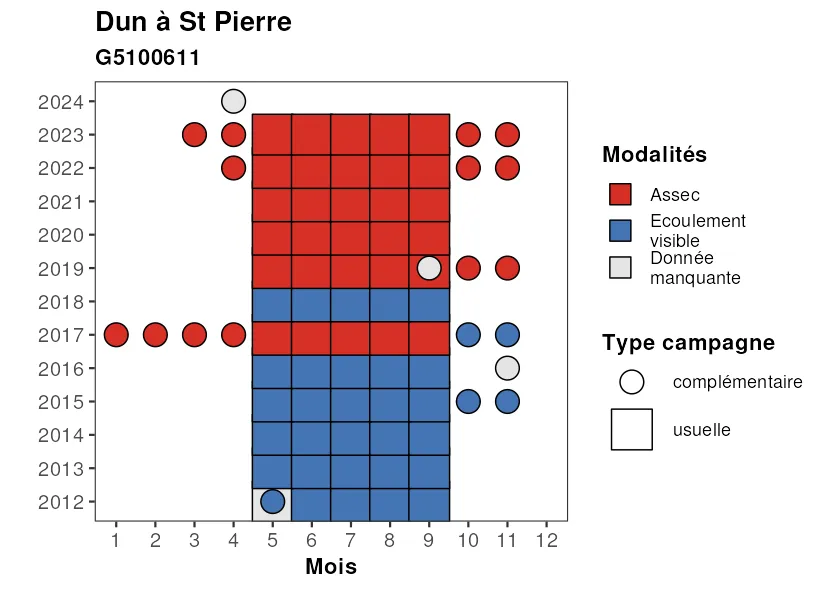 Dun à St Pierre
G5100611
2024
2023
2022
2021
2020
2019
2018
2017
2016
2015
2014
2013
2012
1 2 3 4 5 6 7 8 9 10 11 12
Mois
Modalités
Assec
Ecoulement
visible
Donnée
manquante
Type campagne
complémentaire
usuelle